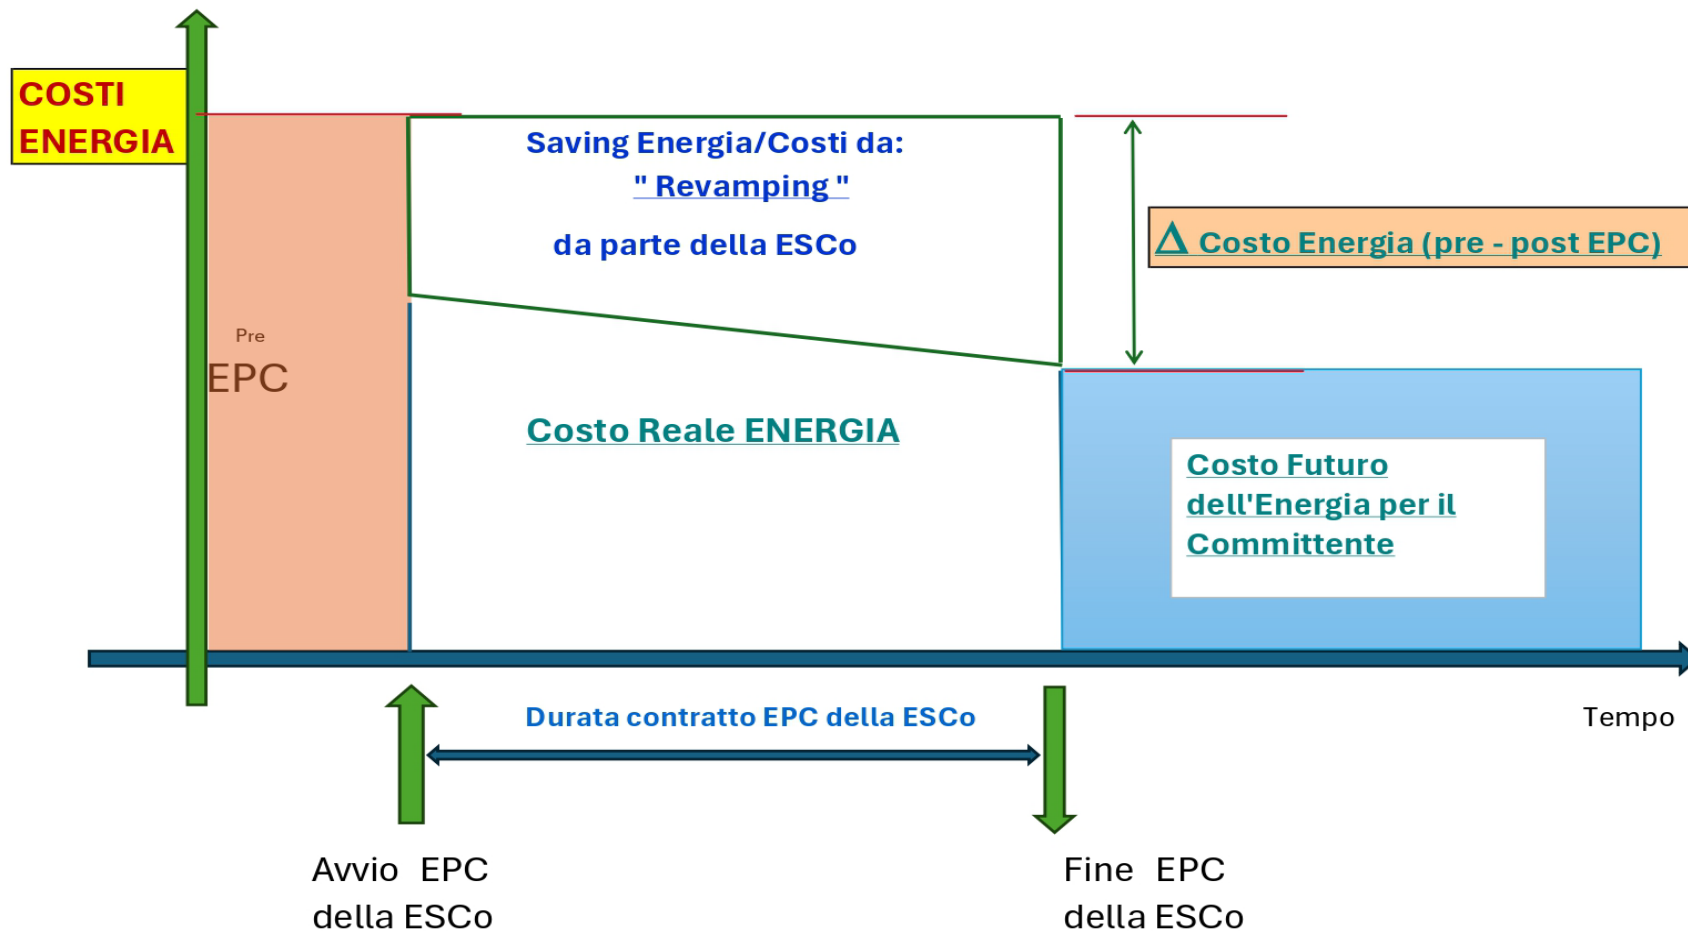 COSTI
ENERGIA
Saving Energia/Costi da:
" Revamping "
da parte della ESCo
Δ Costo Energia (pre - post EPC)
Pre
EPC
Costo Reale ENERGIA
Costo Futuro
dell'Energia per il
Committente
Durata contratto EPC della ESCo
Tempo
Avvio EPC
della ESCo
Fine EPC
della ESCo